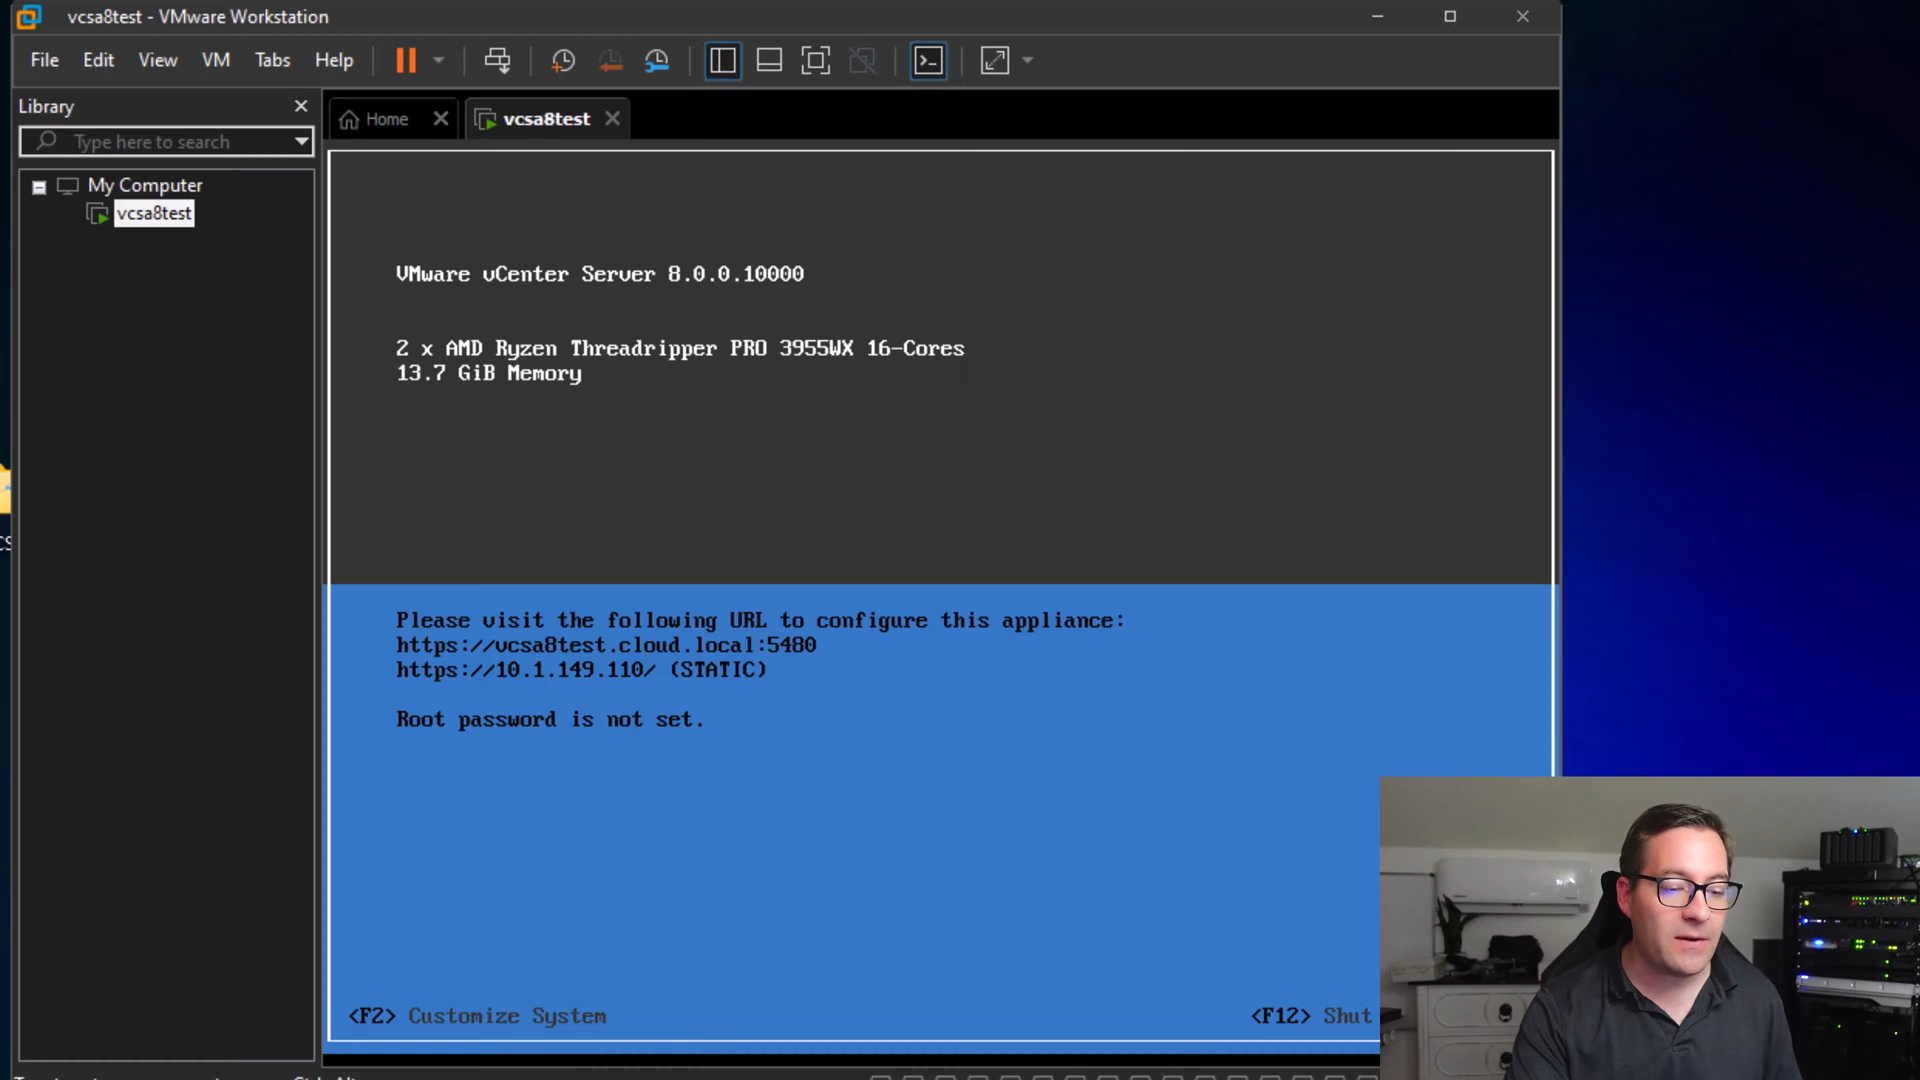 vcsa8test - VMware Workstation
File Edit View VM Tabs Help
Library
Home vcsa8test
Type here to search
My Computer
vcsa8test
VMware vCenter Server 8.0.0.10000
2 x AMD Ryzen Threadripper PRO 3955WX 16-Cores
13.7 GiB Memory
Please visit the following URL to configure this appliance:
https://vcsa8test.cloud.local:5480
https://10.1.149.110/ (STATIC)
Root password is not set.
<F2> Customize System <F12> Shut